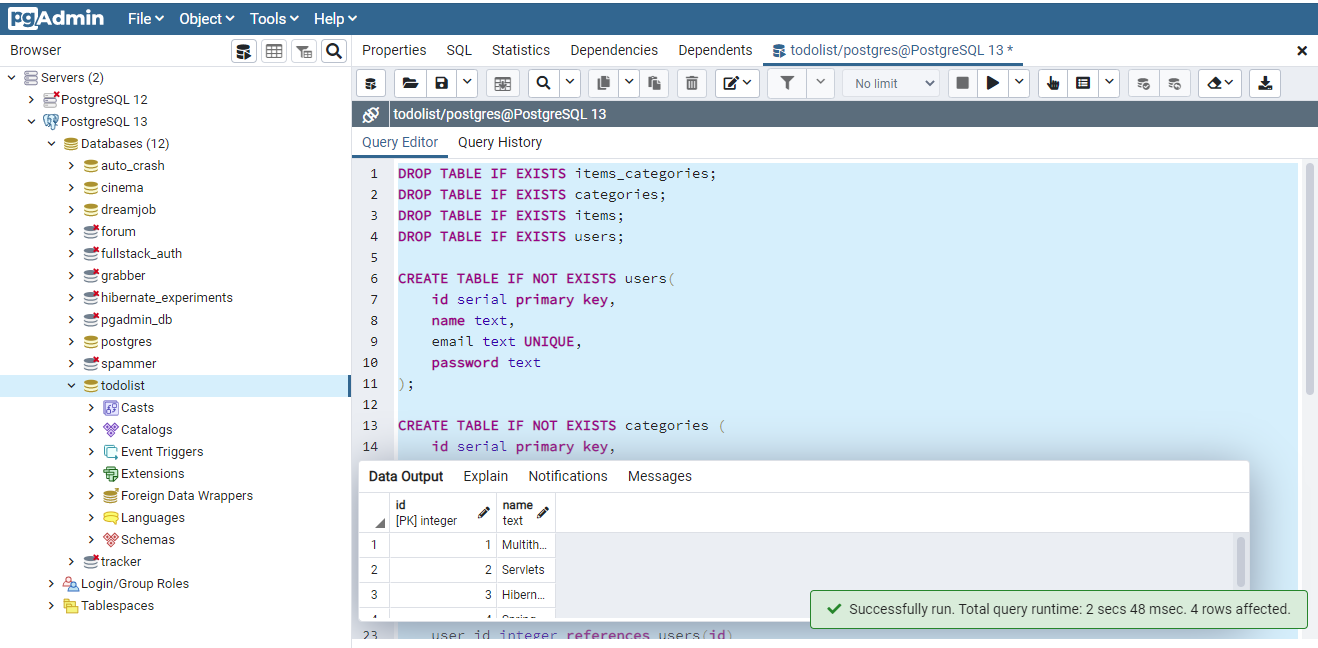 pgAdmin File Object Tools Help
Browser
Properties SQL Statistics Dependencies Dependents todolist/postgres@PostgreSQL 13 *
No limit
todolist/postgres@PostgreSQL 13
Query Editor Query History
Servers (2)
PostgreSQL 12
PostgreSQL 13
Databases (12)
auto_crash
cinema
dreamjob
forum
fullstack_auth
grabber
hibernate_experiments
pgadmin_db
postgres
spammer
todolist
Casts
Catalogs
Event Triggers
Extensions
Foreign Data Wrappers
Languages
Schemas
tracker
Login/Group Roles
Tablespaces
1 DROP TABLE IF EXISTS items_categories;
2 DROP TABLE IF EXISTS categories;
3 DROP TABLE IF EXISTS items;
4 DROP TABLE IF EXISTS users;
5
6 CREATE TABLE IF NOT EXISTS users(
7 id serial primary key,
8 name text,
9 email text UNIQUE,
10 password text
11 );
12
13 CREATE TABLE IF NOT EXISTS categories (
14 id serial primary key,
Data Output Explain Notifications Messages
id name
[PK] integer text
1 1 Multith...
2 2 Servlets
3 3 Hibern...
23 user_id integer references users(id)
Successfully run. Total query runtime: 2 secs 48 msec. 4 rows affected.